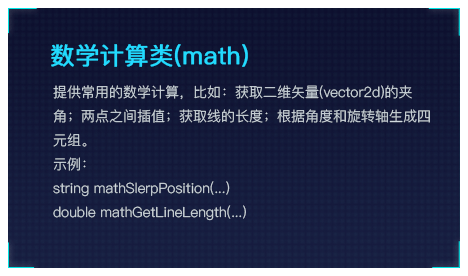 数学计算类(math)
提供常用的数学计算，比如：获取二维矢量(vector2d)的夹
角；两点之间插值；获取线的长度；根据角度和旋转轴生成四
元组。
示例：
string mathSlerpPosition(...)
double mathGetLineLength(...)